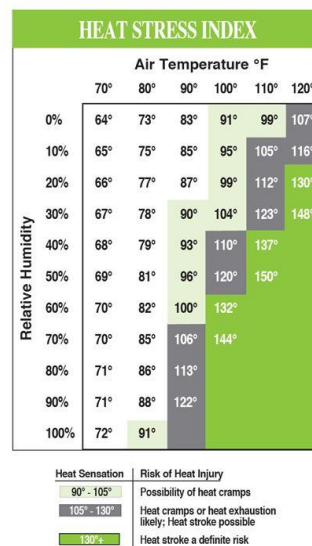 HEAT STRESS INDEX
Air Temperature °F
70° 80° 90° 100° 110° 120°
Relative Humidity
0% 64° 73° 83° 91° 99° 107°
10% 65° 75° 85° 95° 105° 116°
20% 66° 77° 87° 99° 112° 130°
30% 67° 78° 90° 104° 123° 148°
40% 68° 79° 93° 110° 137°
50% 69° 81° 96° 120° 150°
60% 70° 82° 100° 132°
70% 70° 85° 106° 144°
80% 71° 86° 113°
90% 71° 88° 122°
100% 72° 91°
Heat Sensation Risk of Heat Injury
90° - 105° Possibility of heat cramps
105° - 130° Heat cramps or heat exhaustion
likely; Heat stroke possible
130°+ Heat stroke a definite risk